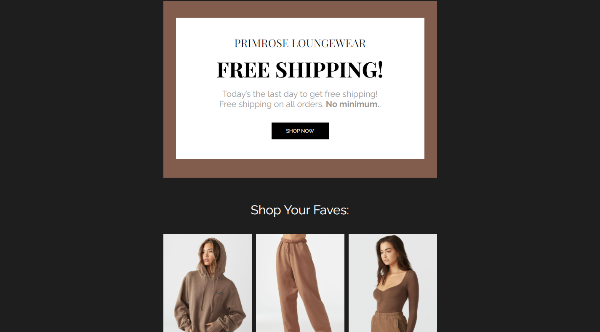 PRIMROSE LOUNGEWEAR
FREE SHIPPING!
Today's the last day to get free shipping!
Free shipping on all orders. No minimum.
SHOP NOW
Shop Your Faves: